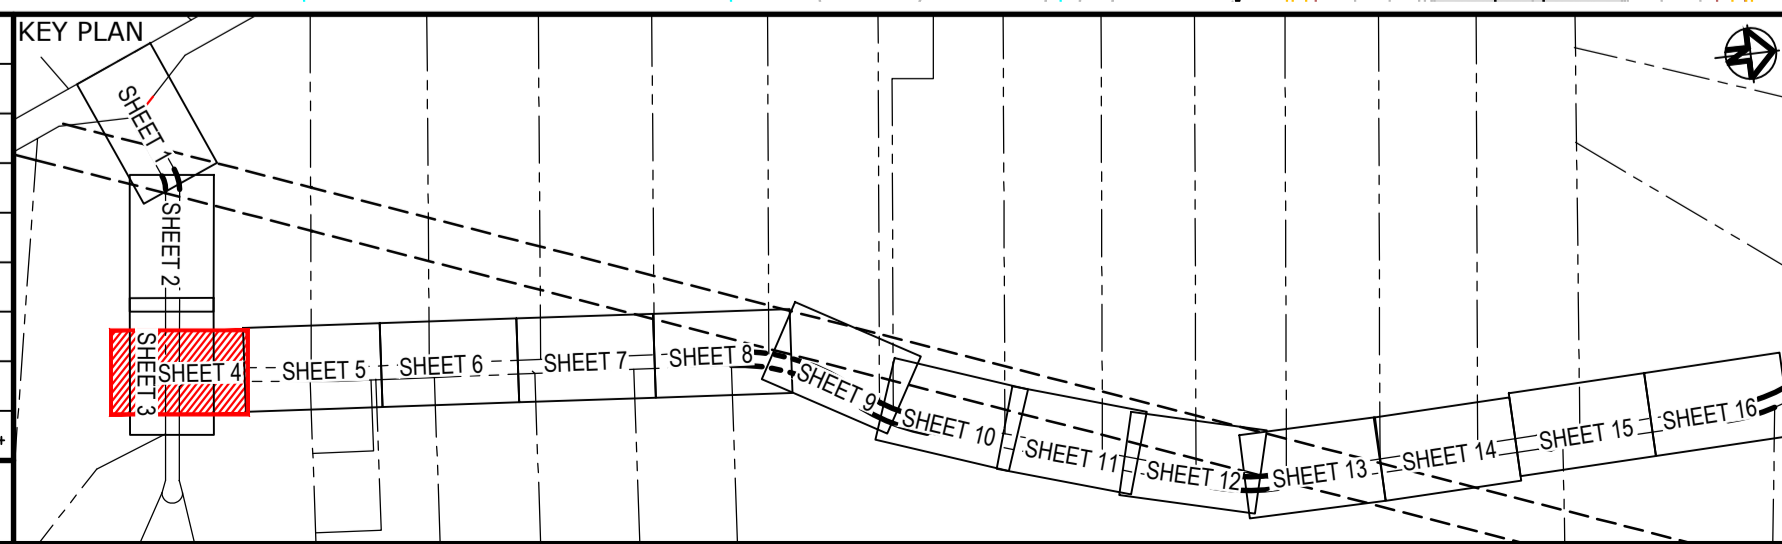 KEY PLAN
N
SHEET 1
SHEET 2
SHEET 3
SHEET 4
SHEET 5
SHEET 6
SHEET 7
SHEET 8
SHEET 9
SHEET 10
SHEET 11
SHEET 12
SHEET 13
SHEET 14
SHEET 15
SHEET 16